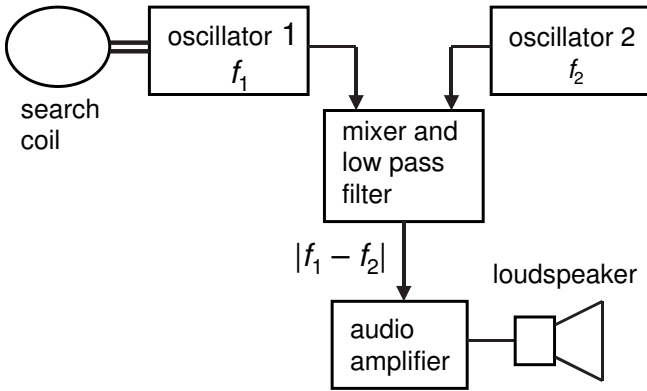 oscillator 1
f₁
oscillator 2
f₂
search
coil
mixer and
low pass
filter
|f₁ – f₂|
loudspeaker
audio
amplifier